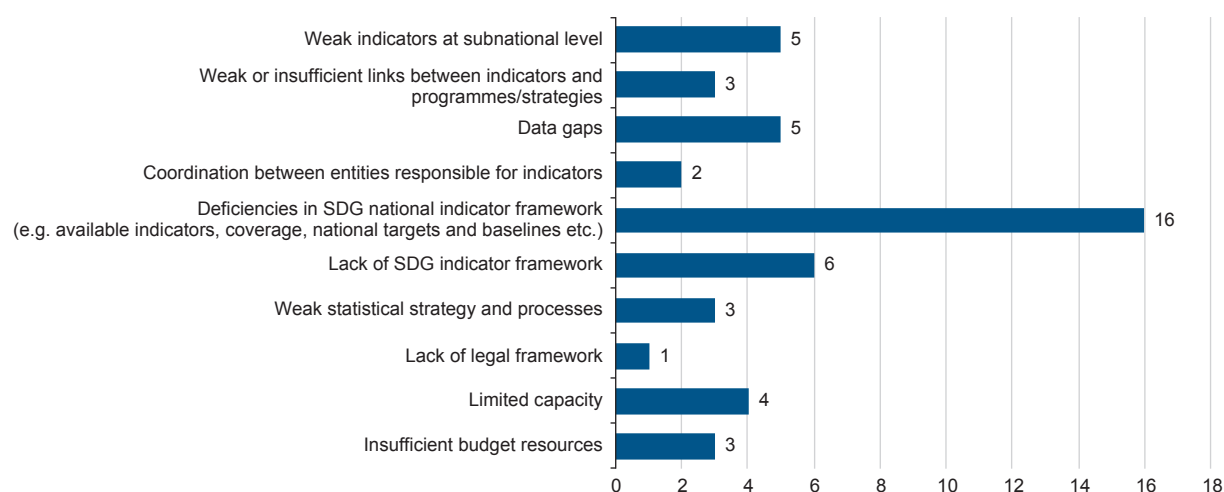 Weak indicators at subnational level 5
Weak or insufficient links between indicators and
programmes/strategies 3
Data gaps 5
Coordination between entities responsible for indicators 2
Deficiencies in SDG national indicator framework
(e.g. available indicators, coverage, national targets and baselines etc.) 16
Lack of SDG indicator framework 6
Weak statistical strategy and processes 3
Lack of legal framework 1
Limited capacity 4
Insufficient budget resources 3
0 2 4 6 8 10 12 14 16 18